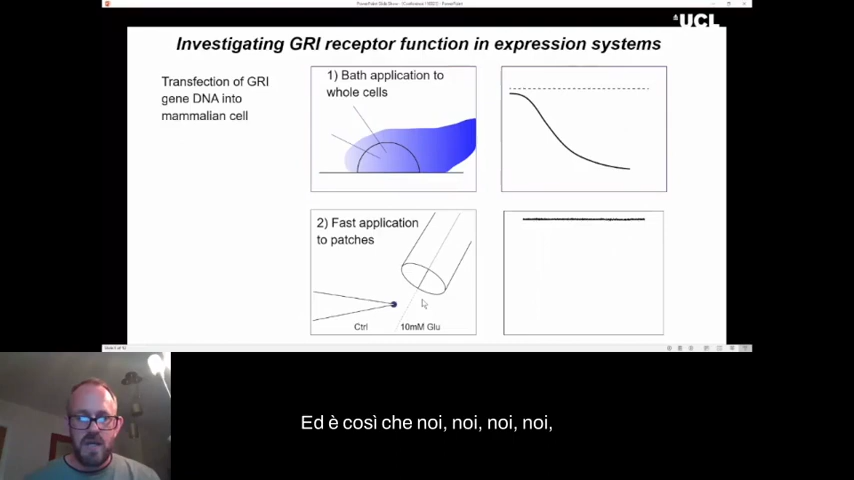 UCL
Investigating GRI receptor function in expression systems
Transfection of GRI
gene DNA into
mammalian cell
1) Bath application to
whole cells
2) Fast application
to patches
Ctrl
10mM Glu
Ed è così che noi, noi, noi, noi,